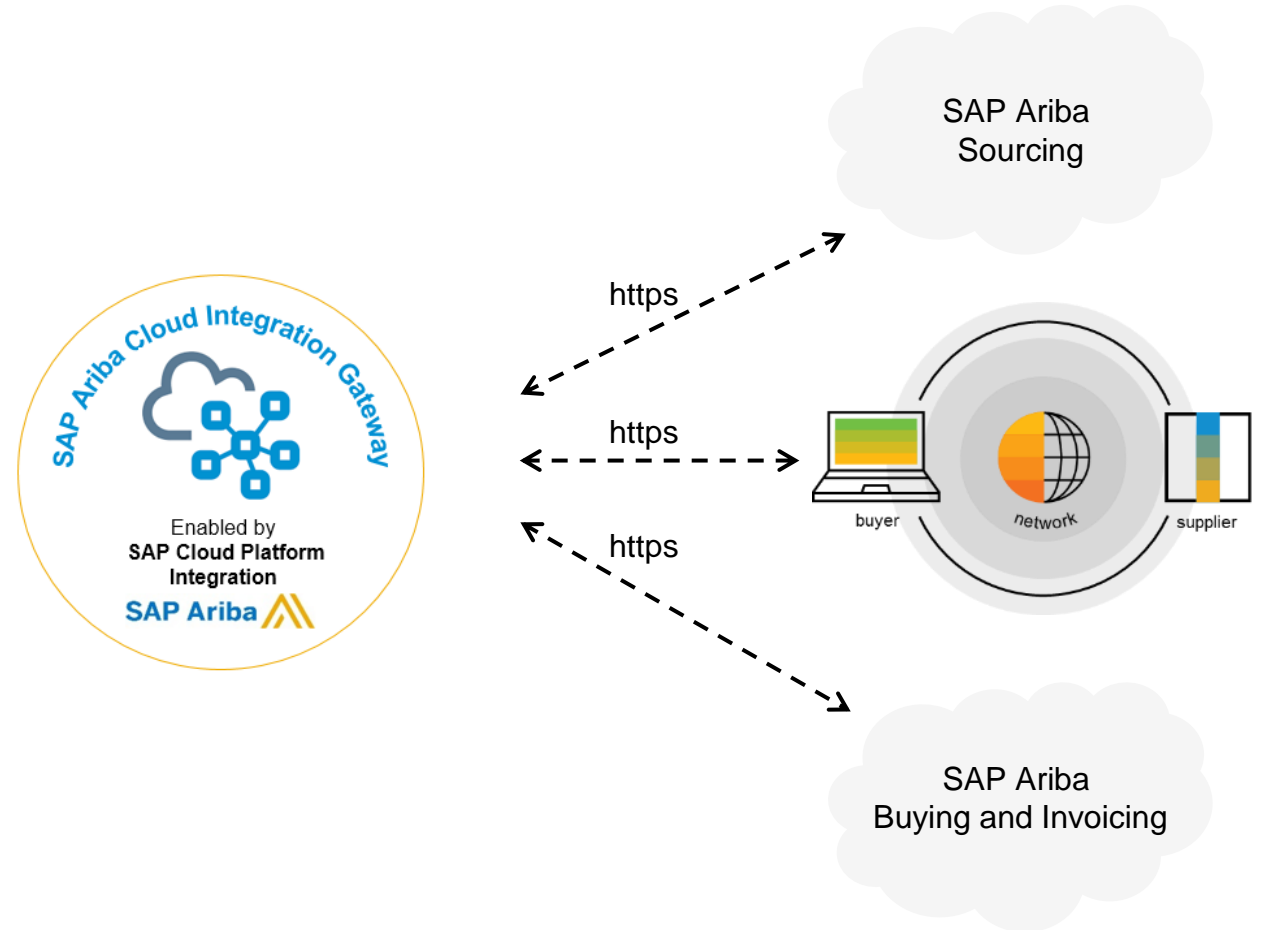 SAP Ariba
Sourcing
https
SAP Ariba Cloud Integration Gateway
https
buyer
network
supplier
Enabled by
SAP Cloud Platform
Integration
SAP Ariba
https
SAP Ariba
Buying and Invoicing